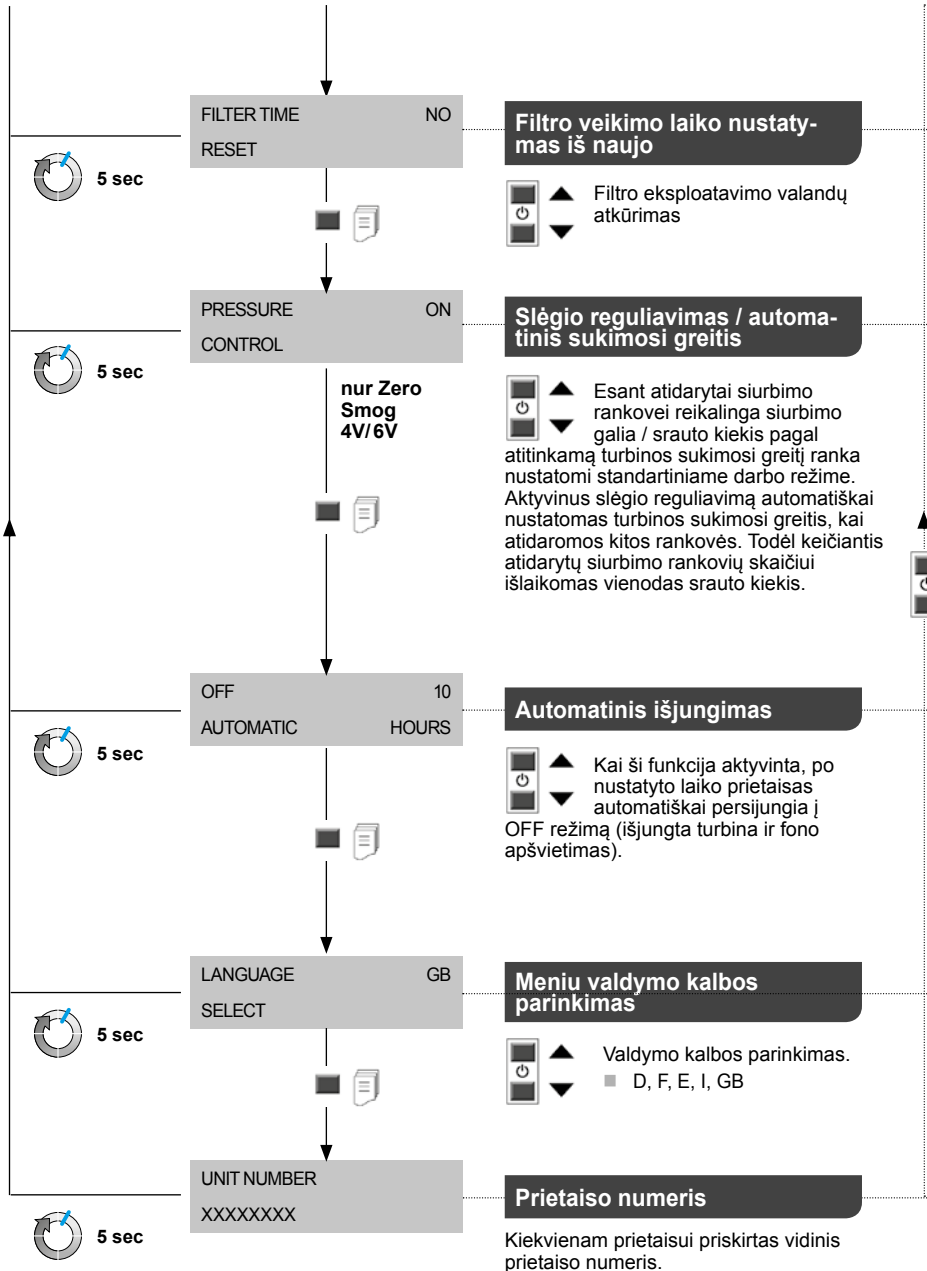 FILTER TIME NO
RESET
Filtro veikimo laiko nustaty-
mas iš naujo
5 sec
Filtro eksploatavimo valandų
atkūrimas
PRESSURE ON
CONTROL
Slėgio reguliavimas / automa-
tinis sukimosi greitis
5 sec
nur Zero
Smog
4V/6V
Esant atidarytai siurbimo
rankovei reikalinga siurbimo
galia / srauto kiekis pagal
atitinkamą turbinos sukimosi greitį ranka
nustatomi standartiniame darbo režime.
Aktyvinus slėgio reguliavimą automatiškai
nustatomas turbinos sukimosi greitis, kai
atidaromos kitos rankovės. Todėl keičiantis
atidarytų siurbimo rankovių skaičiui
išlaikomas vienodas srauto kiekis.
OFF 10
AUTOMATIC HOURS
Automatinis išjungimas
5 sec
Kai ši funkcija aktyvinta, po
nustatyto laiko prietaisas
automatiškai persijungia į
OFF režimą (išjungta turbina ir fono
apšvietimas).
LANGUAGE GB
SELECT
Meniu valdymo kalbos
parinkimas
5 sec
Valdymo kalbos parinkimas.
D, F, E, I, GB
UNIT NUMBER
XXXXXXXX
Prietaiso numeris
5 sec
Kiekvienam prietaisui priskirtas vidinis
prietaiso numeris.